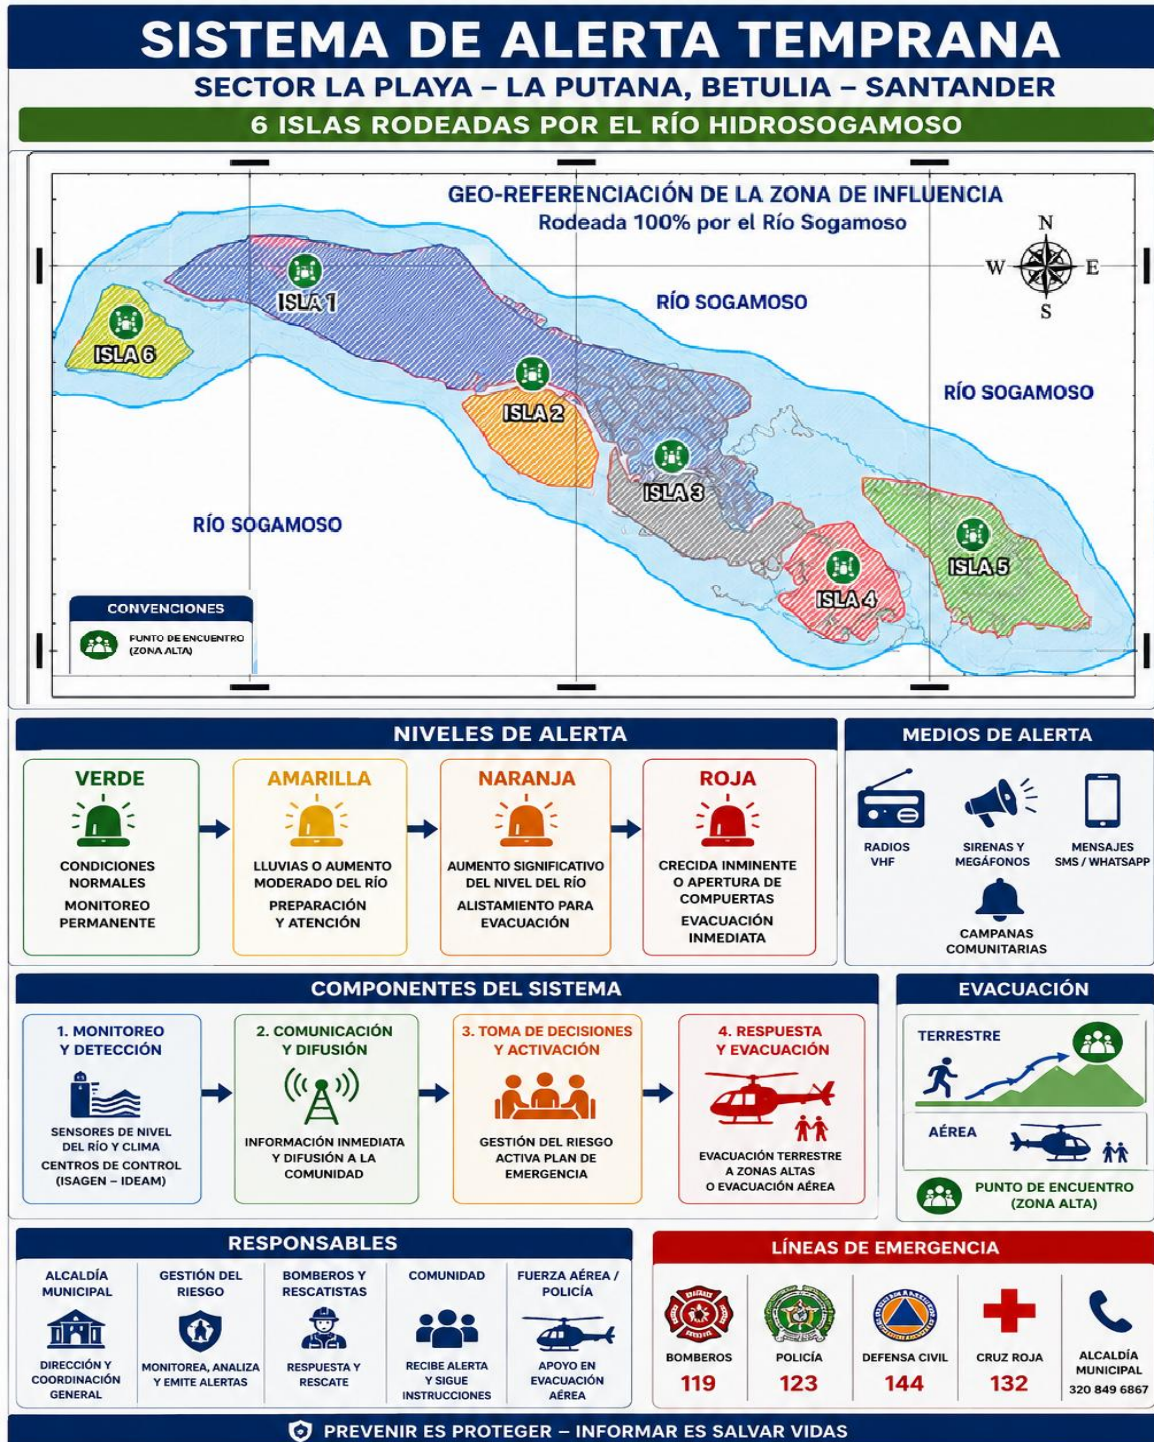 SISTEMA DE ALERTA TEMPRANA
SECTOR LA PLAYA – LA PUTANA, BETULIA – SANTANDER
6 ISLAS RODEADAS POR EL RÍO HIDROSOGAMOSO
GEO-REFERENCIACIÓN DE LA ZONA DE INFLUENCIA
Rodeada 100% por el Río Sogamoso
N
W
E
S
RÍO SOGAMOSO
RÍO SOGAMOSO
RÍO SOGAMOSO
ISLA 1
ISLA 6
ISLA 2
ISLA 3
ISLA 4
ISLA 5
CONVENCIONES
PUNTO DE ENCUENTRO
(ZONA ALTA)
NIVELES DE ALERTA
VERDE
CONDICIONES
NORMALES
MONITOREO
PERMANENTE
AMARILLA
LLUVIAS O AUMENTO
MODERADO DEL RÍO
PREPARACIÓN
Y ATENCIÓN
NARANJA
AUMENTO SIGNIFICATIVO
DEL NIVEL DEL RÍO
ALISTAMIENTO PARA
EVACUACIÓN
ROJA
CRECIDA INMINENTE
O APERTURA DE
COMPUERTAS
EVACUACIÓN
INMEDIATA
MEDIOS DE ALERTA
RADIOS
VHF
SIRENAS Y
MEGÁFONOS
MENSAJES
SMS / WHATSAPP
CAMPANAS
COMUNITARIAS
COMPONENTES DEL SISTEMA
1. MONITOREO
Y DETECCIÓN
SENSORES DE NIVEL
DEL RÍO Y CLIMA
CENTROS DE CONTROL
(ISAGEN – IDEAM)
2. COMUNICACIÓN
Y DIFUSIÓN
INFORMACIÓN INMEDIATA
Y DIFUSIÓN A LA
COMUNIDAD
3. TOMA DE DECISIONES
Y ACTIVACIÓN
GESTIÓN DEL RIESGO
ACTIVA PLAN DE
EMERGENCIA
4. RESPUESTA
Y EVACUACIÓN
EVACUACIÓN TERRESTRE
A ZONAS ALTAS
O EVACUACIÓN AÉREA
EVACUACIÓN
TERRESTRE
AÉREA
PUNTO DE ENCUENTRO
(ZONA ALTA)
RESPONSABLES
ALCALDÍA
MUNICIPAL
DIRECCIÓN Y
COORDINACIÓN
GENERAL
GESTIÓN DEL
RIESGO
MONITOREA, ANALIZA
Y EMITE ALERTAS
BOMBEROS Y
RESCATISTAS
RESPUESTA Y
RESCATE
COMUNIDAD
RECIBE ALERTA
Y SIGUE
INSTRUCCIONES
FUERZA AÉREA /
POLICÍA
APOYO EN
EVACUACIÓN
AÉREA
LÍNEAS DE EMERGENCIA
BOMBEROS
119
POLICÍA
123
DEFENSA CIVIL
144
CRUZ ROJA
132
ALCALDÍA
MUNICIPAL
320 849 6867
PREVENIR ES PROTEGER – INFORMAR ES SALVAR VIDAS